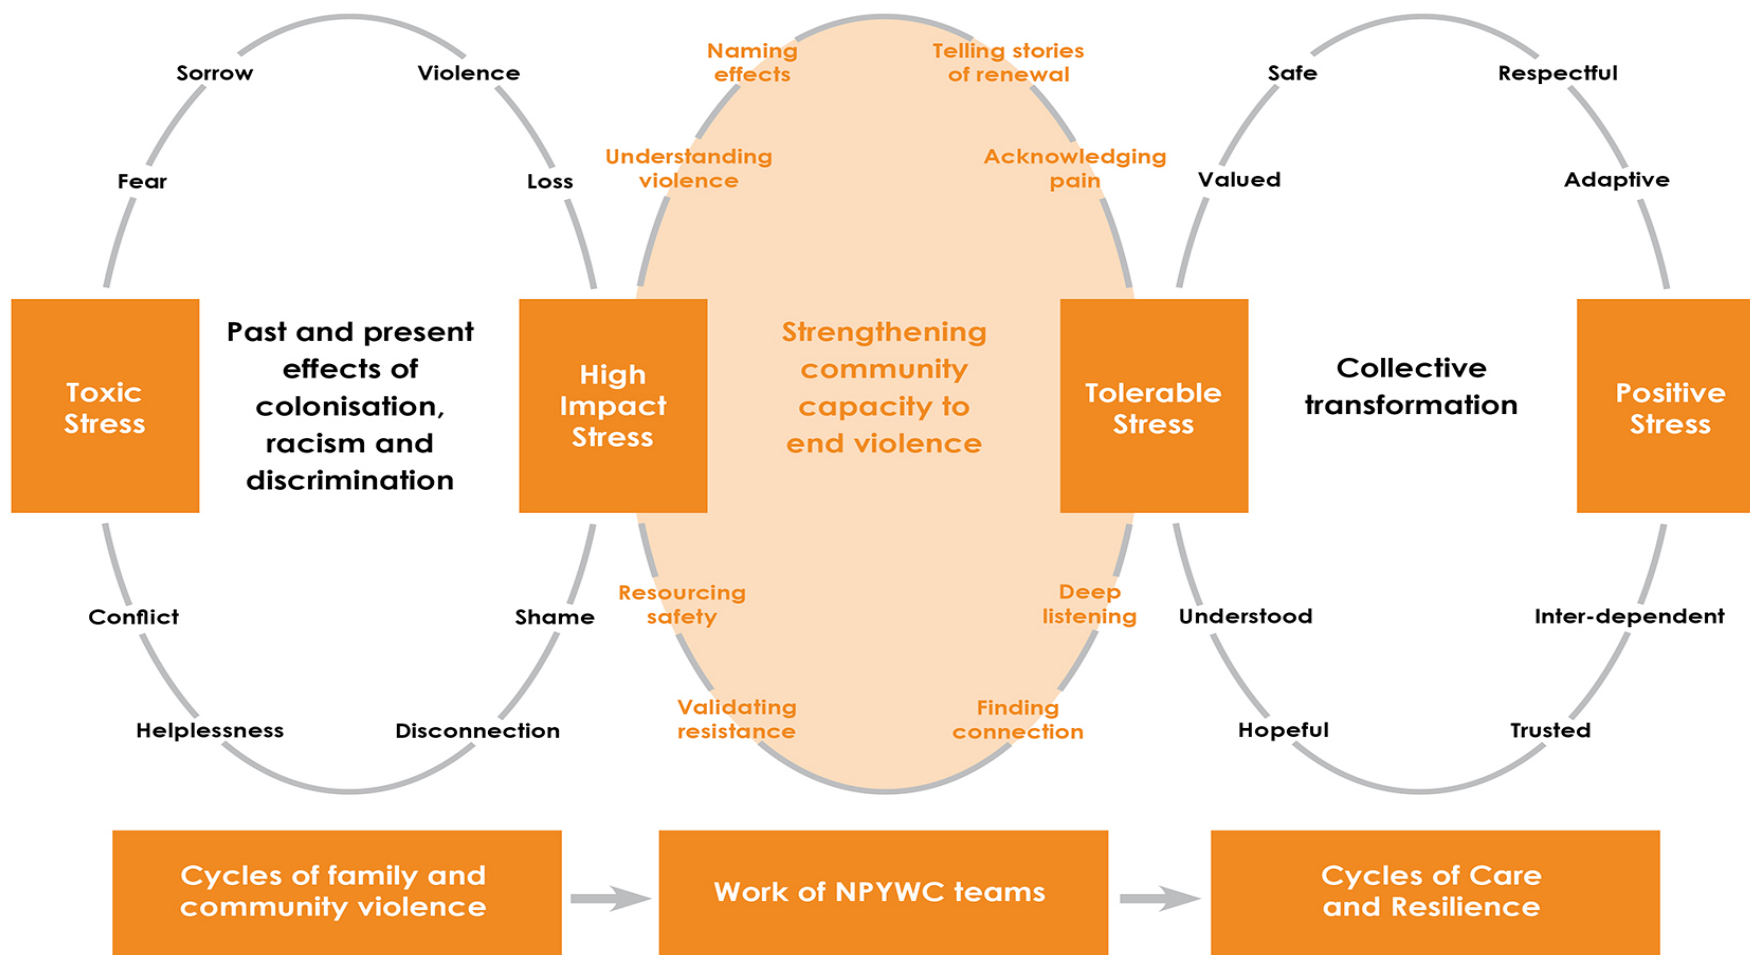 Sorrow
Violence
Fear
Loss
Toxic
Stress
Past and present
effects of
colonisation,
racism and
discrimination
High
Impact
Stress
Conflict
Shame
Helplessness
Disconnection
Naming
effects
Telling stories
of renewal
Understanding
violence
Acknowledging
pain
Strengthening
community
capacity to
end violence
Resourcing
safety
Deep
listening
Validating
resistance
Finding
connection
Safe
Respectful
Valued
Adaptive
Tolerable
Stress
Collective
transformation
Positive
Stress
Understood
Inter-dependent
Hopeful
Trusted
Cycles of family and
community violence
Work of NPYWC teams
Cycles of Care
and Resilience